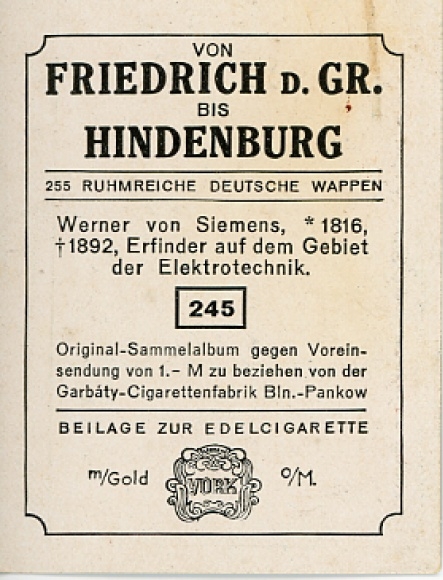 VON
FRIEDRICH D. GR.
BIS
HINDENBURG
255 RUHMREICHE DEUTSCHE WAPPEN
Werner von Siemens, * 1816,
† 1892, Erfinder auf dem Gebiet
der Elektrotechnik.
245
Original-Sammelalbum gegen Vorein-
sendung von 1.– M zu beziehen von der
Garbáty-Cigarettenfabrik Bln.-Pankow
BEILAGE ZUR EDELCIGARETTE
m/Gold YORK o/M.